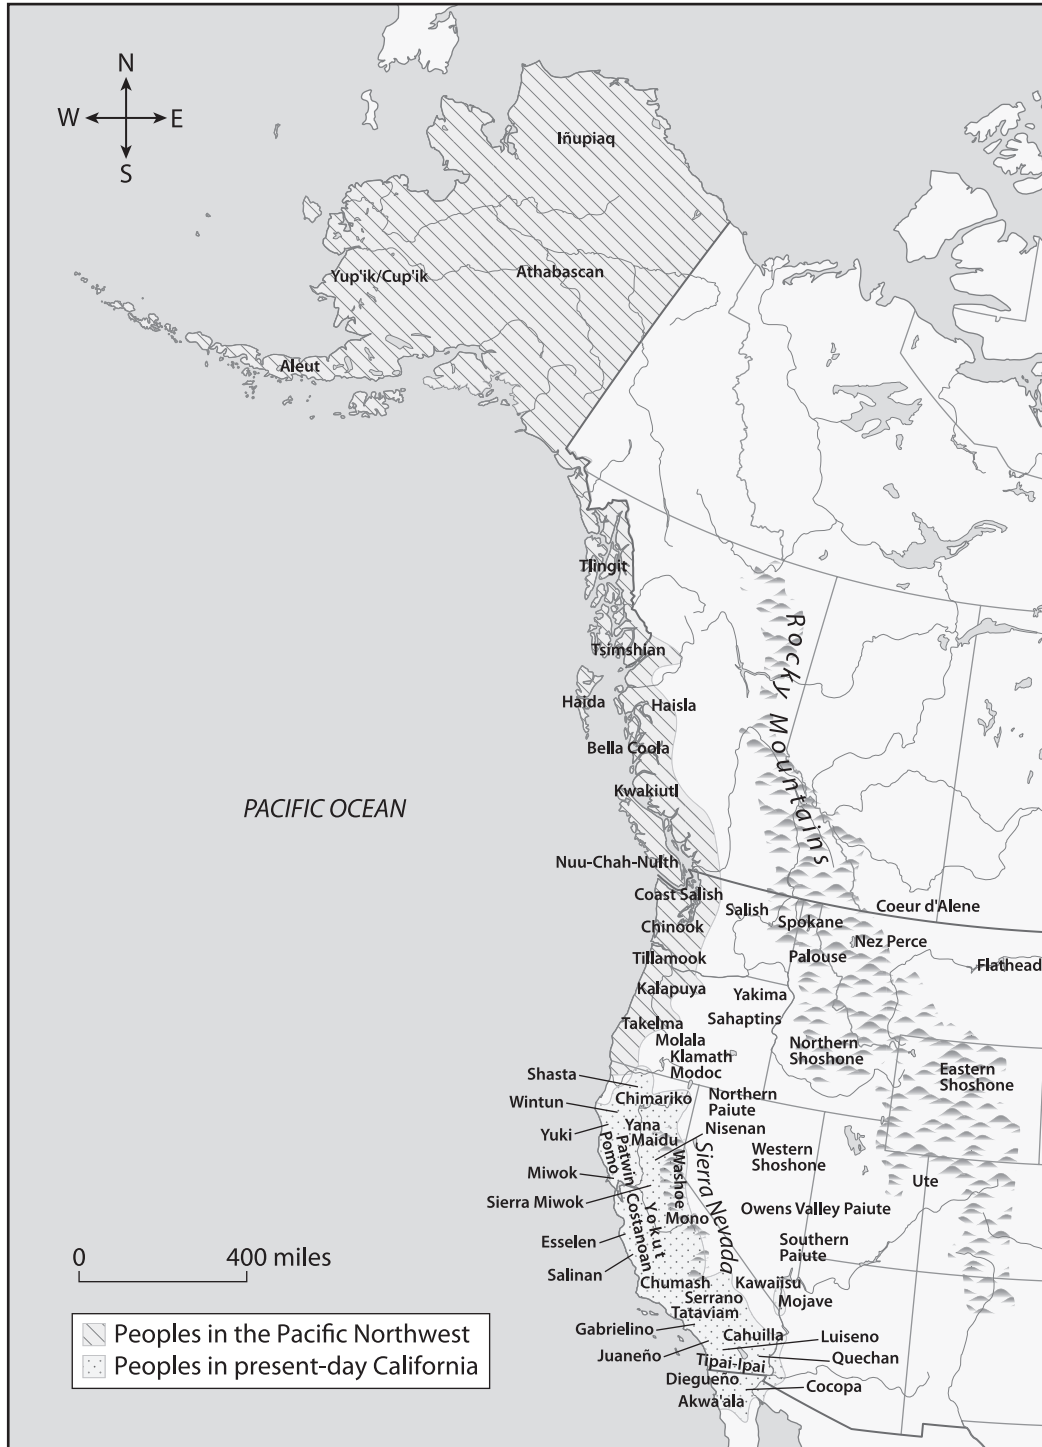 N
W
E
S
Iñupiaq
Yup'ik/Cup'ik
Athabascan
Aleut
Tlingit
Tsimshian
Haida
Haisla
Bella Coola
Kwakiutl
Nuu-Chah-Nulth
Coast Salish
Chinook
Tillamook
Kalapuya
Takelma
Molala
Klamath
Modoc
Rocky Mountains
PACIFIC OCEAN
Salish
Spokane
Coeur d'Alene
Nez Perce
Palouse
Flathead
Yakima
Sahaptins
Northern
Shoshone
Eastern
Shoshone
Shasta
Chimariko
Northern
Paiute
Wintun
Yana
Nisenan
Yuki
Maidu
Pomo
Patwin
Washoe
Sierra Nevada
Western
Shoshone
Miwok
Ute
Sierra Miwok
Costanoan
Yokut
Mono
Owens Valley Paiute
Esselen
Southern
Paiute
Salinan
Chumash
Kawaiisu
Serrano
Mojave
Tataviam
Gabrielino
Cahuilla
Luiseno
Juaneño
Tipai-Ipai
Quechan
Diegueño
Cocopa
Akwa'ala
0 400 miles
Peoples in the Pacific Northwest
Peoples in present-day California